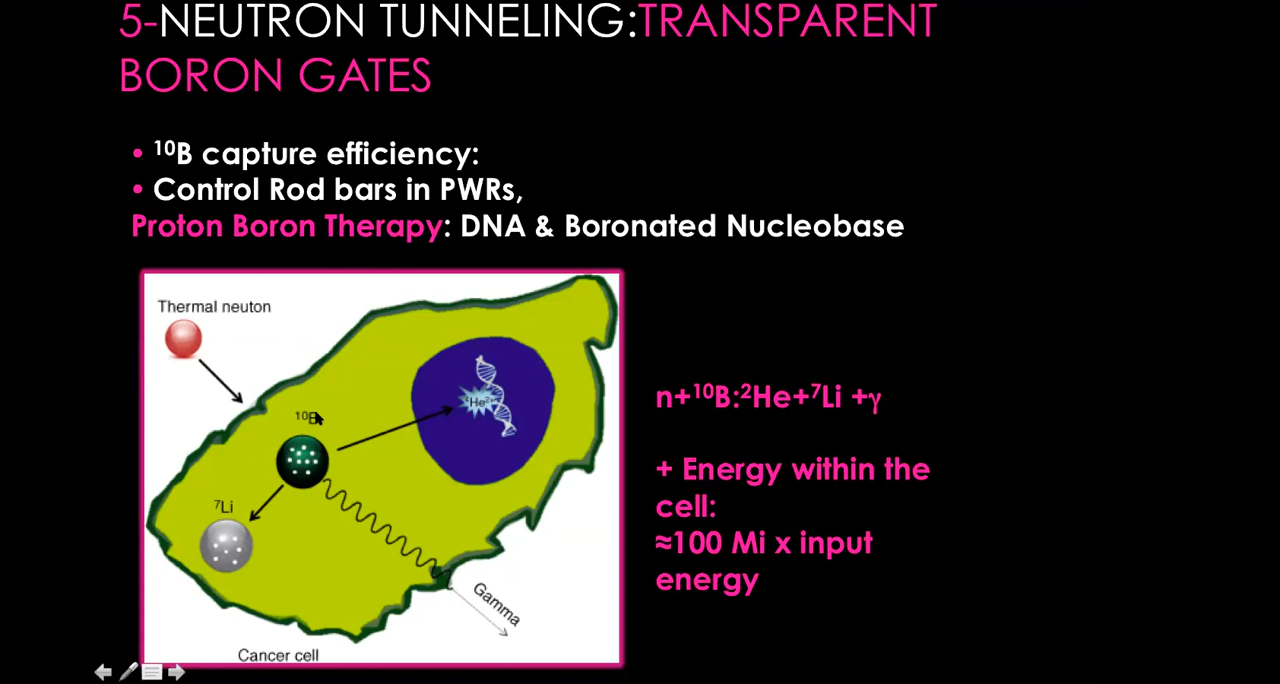 5-NEUTRON TUNNELING:TRANSPARENT
BORON GATES
• ¹⁰B capture efficiency:
• Control Rod bars in PWRs,
Proton Boron Therapy: DNA & Boronated Nucleobase
Thermal neuton
¹⁰B
⁴He²⁺
⁷Li
Gamma
Cancer cell
n+¹⁰B:²He+⁷Li +γ
+ Energy within the
cell:
≈100 Mi x input
energy